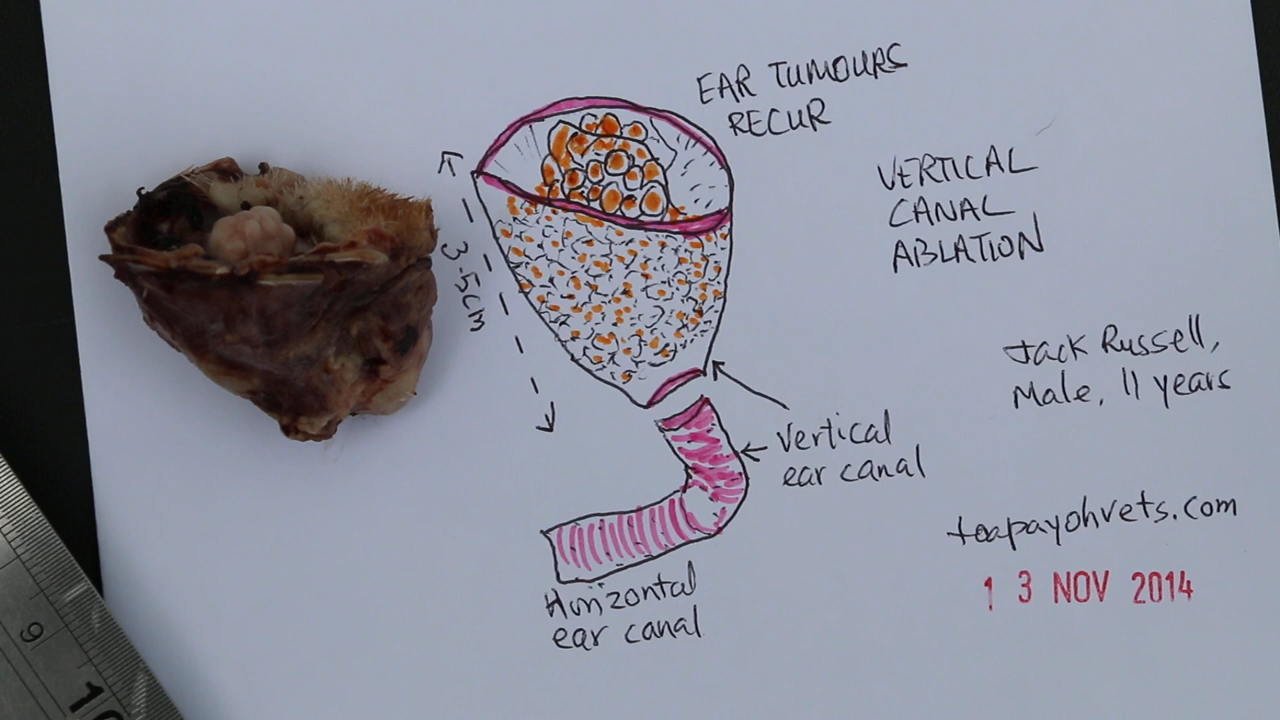 EAR TUMOURS
RECUR
VERTICAL
CANAL
ABLATION
3.5cm
Jack Russell,
Male, 11 years
Vertical
ear canal
toapayohvets.com
13 NOV 2014
Horizontal
ear canal
9
10